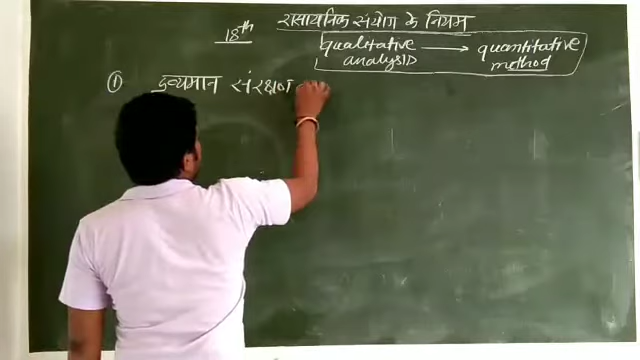 रासायनिक संयोग के नियम
18th
qualitative → quantitative
analysis method
① द्रव्यमान संरक्षण